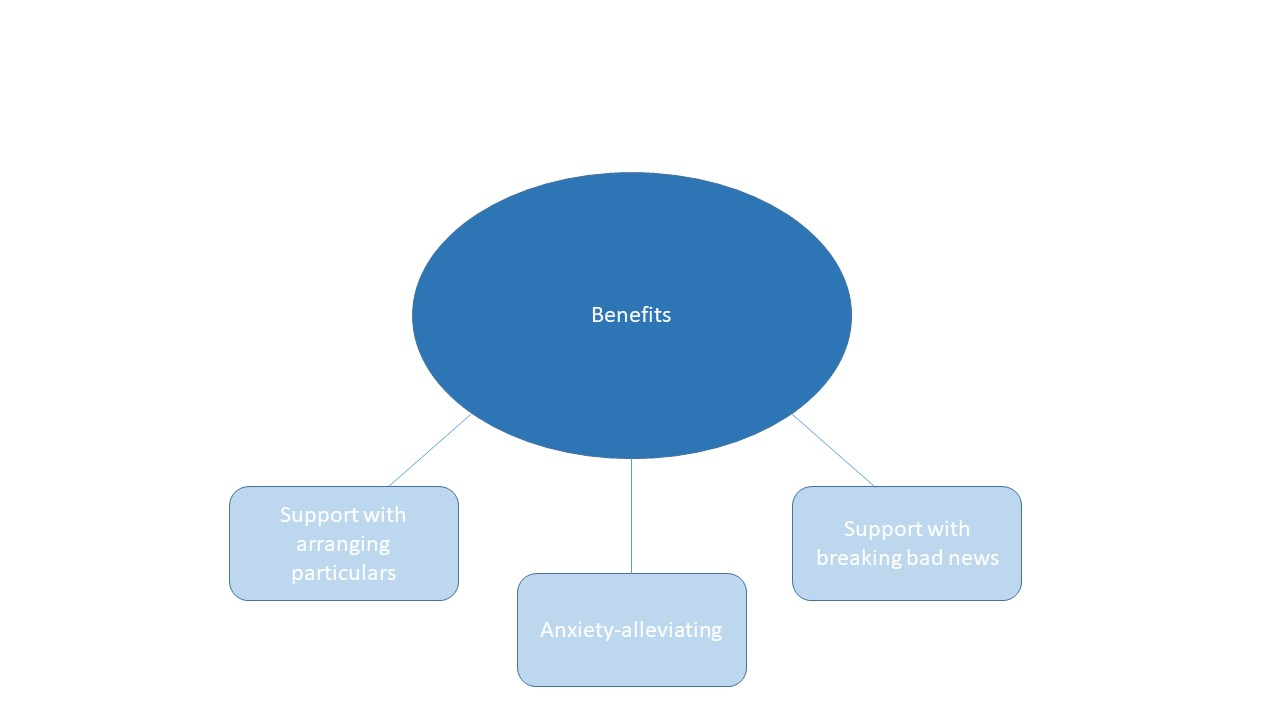 Benefits
Support with
arranging
particulars
Support with
breaking bad news
Anxiety-alleviating